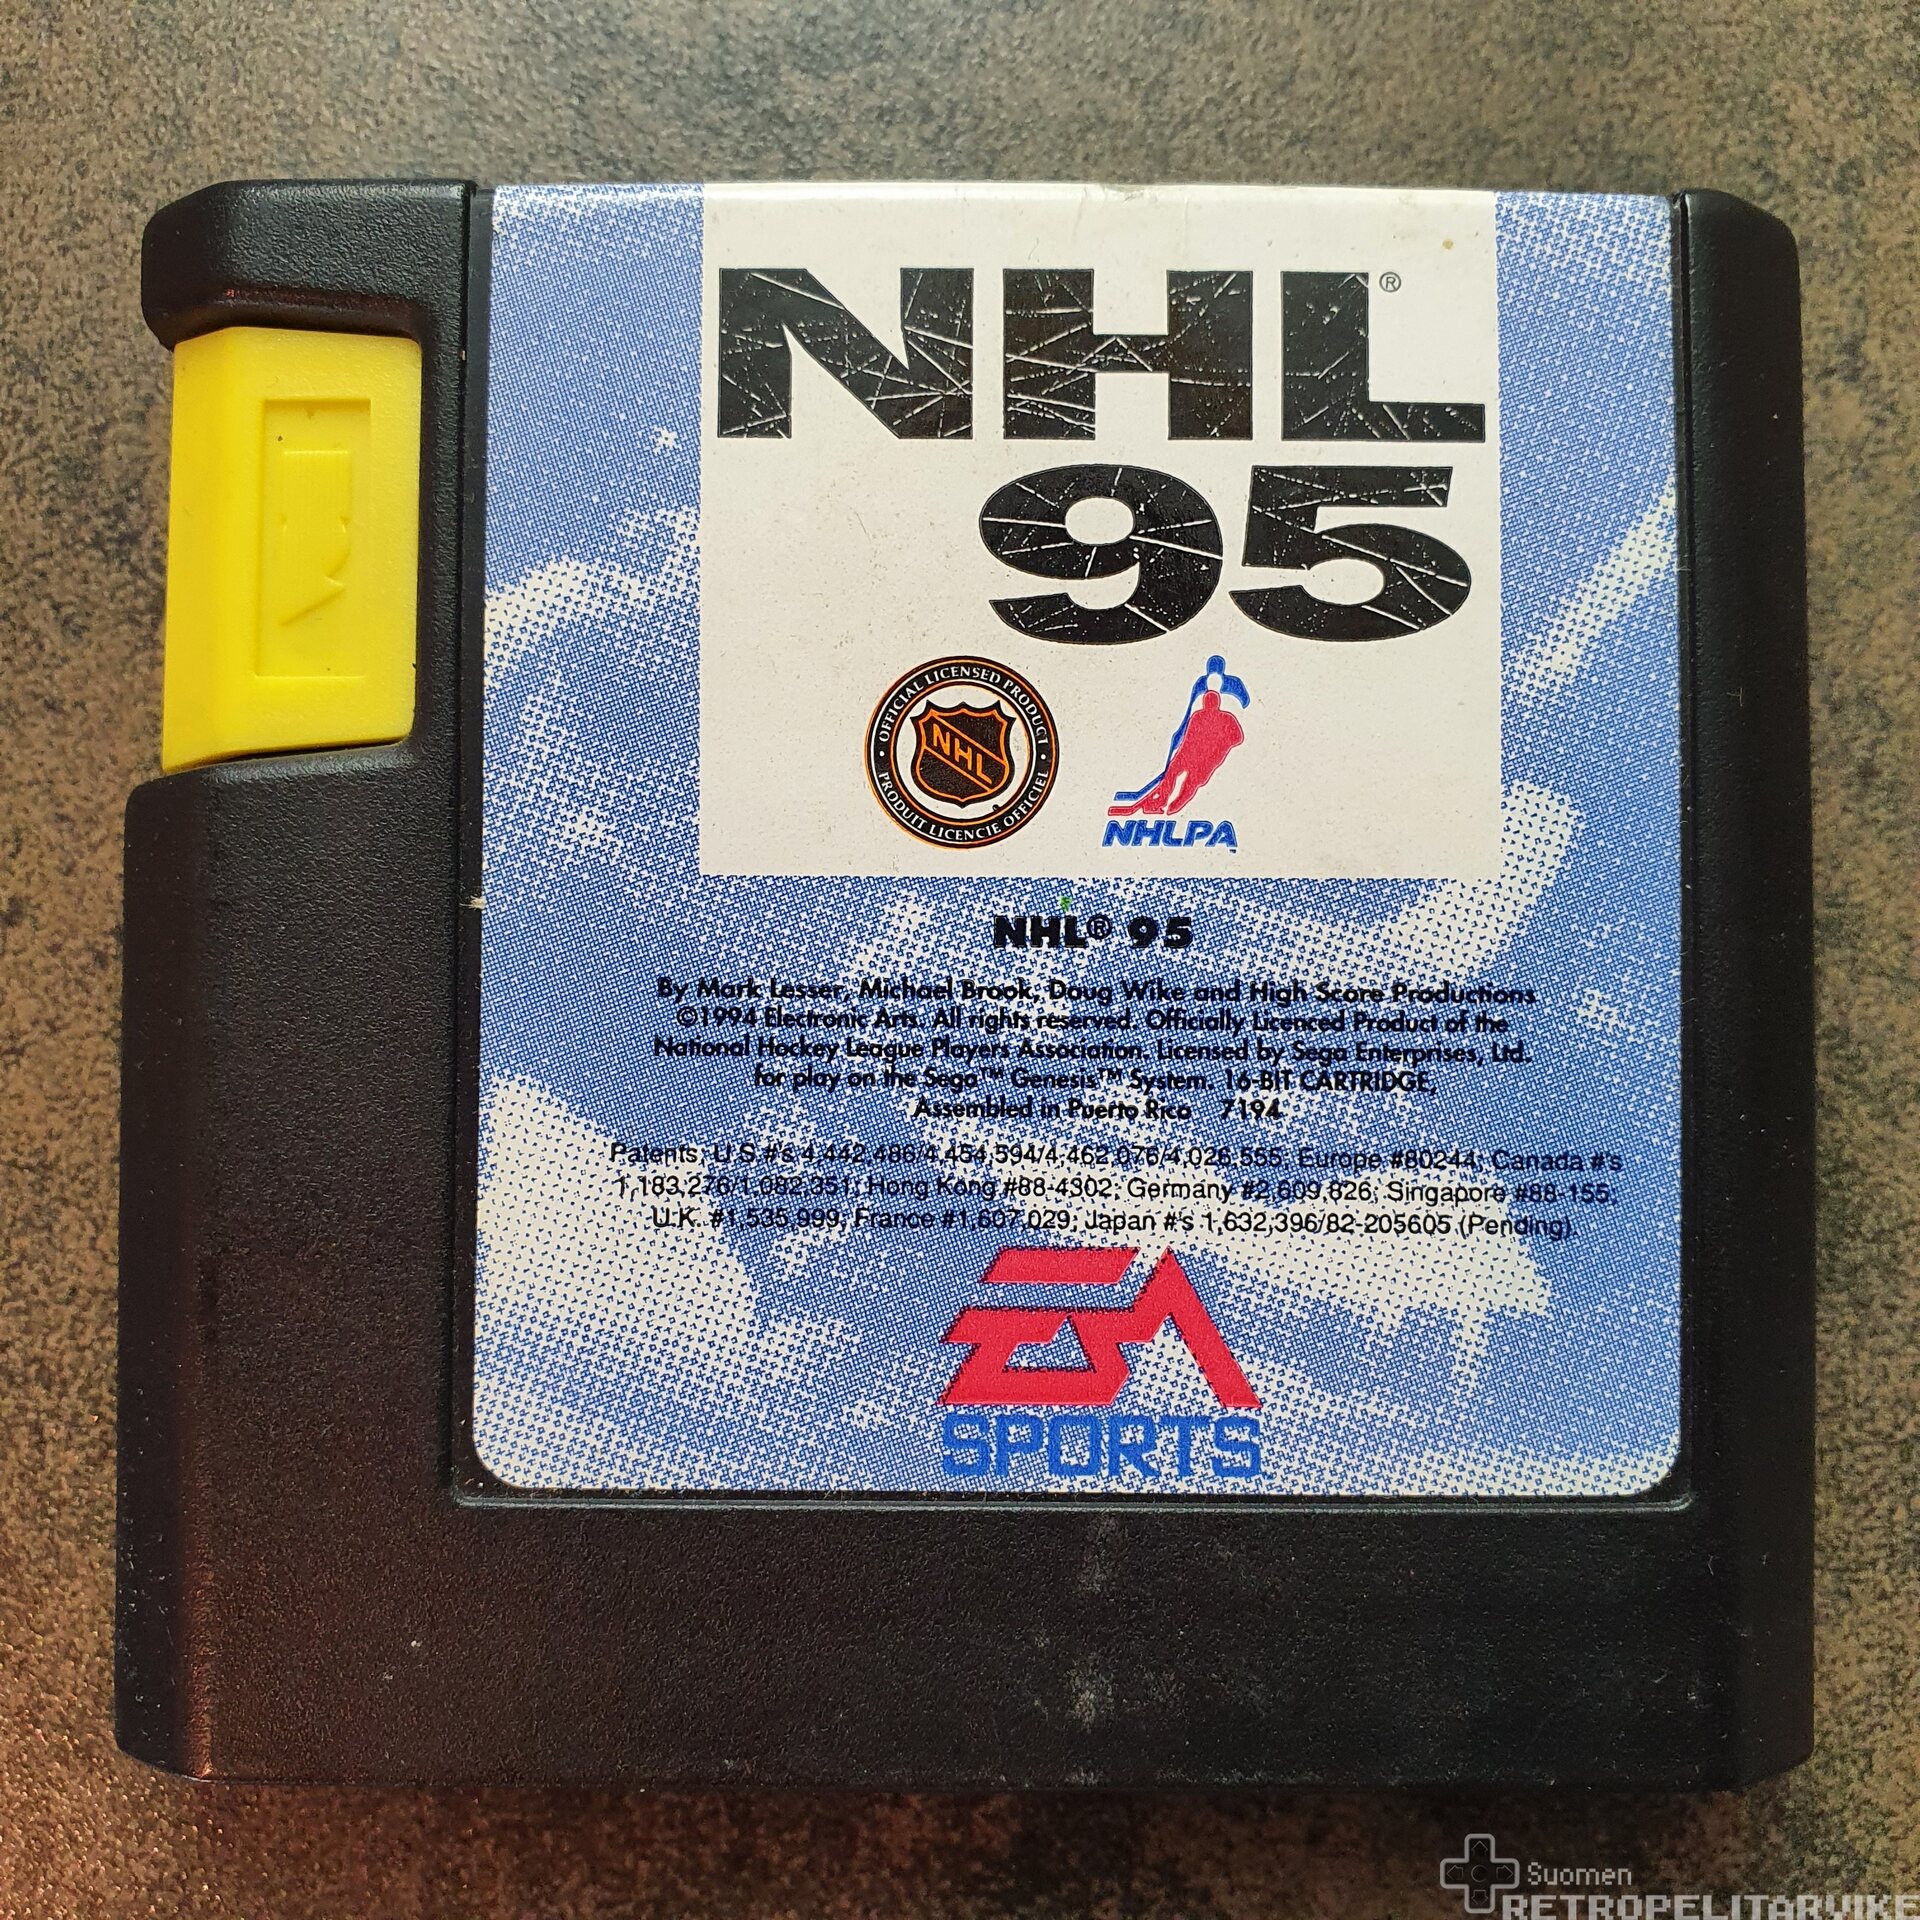 NHL®
95
OFFICIAL LICENSED PRODUCT
NHL
PRODUIT LICENCIE OFFICIEL
NHLPA
NHL® 95
By Mark Lesser, Michael Brook, Doug Wike and High Score Productions
©1994 Electronic Arts. All rights reserved. Officially Licenced Product of the
National Hockey League Players Association. Licensed by Sega Enterprises, Ltd.
for play on the Sega™ Genesis™ System. 16-BIT CARTRIDGE,
Assembled in Puerto Rico 7194
Patents: U.S.#'s 4,442,486/4,454,594/4,462,076/4,026,555; Europe #80244; Canada #'s
1,183,276/1,082,351; Hong Kong #88-4302; Germany #2,609,826; Singapore #88-155;
U.K. #1,535,999; France #1,607,029; Japan #'s 1,632,396/82-205605 (Pending).
EA
SPORTS
Suomen
RETROPELITARVIKE